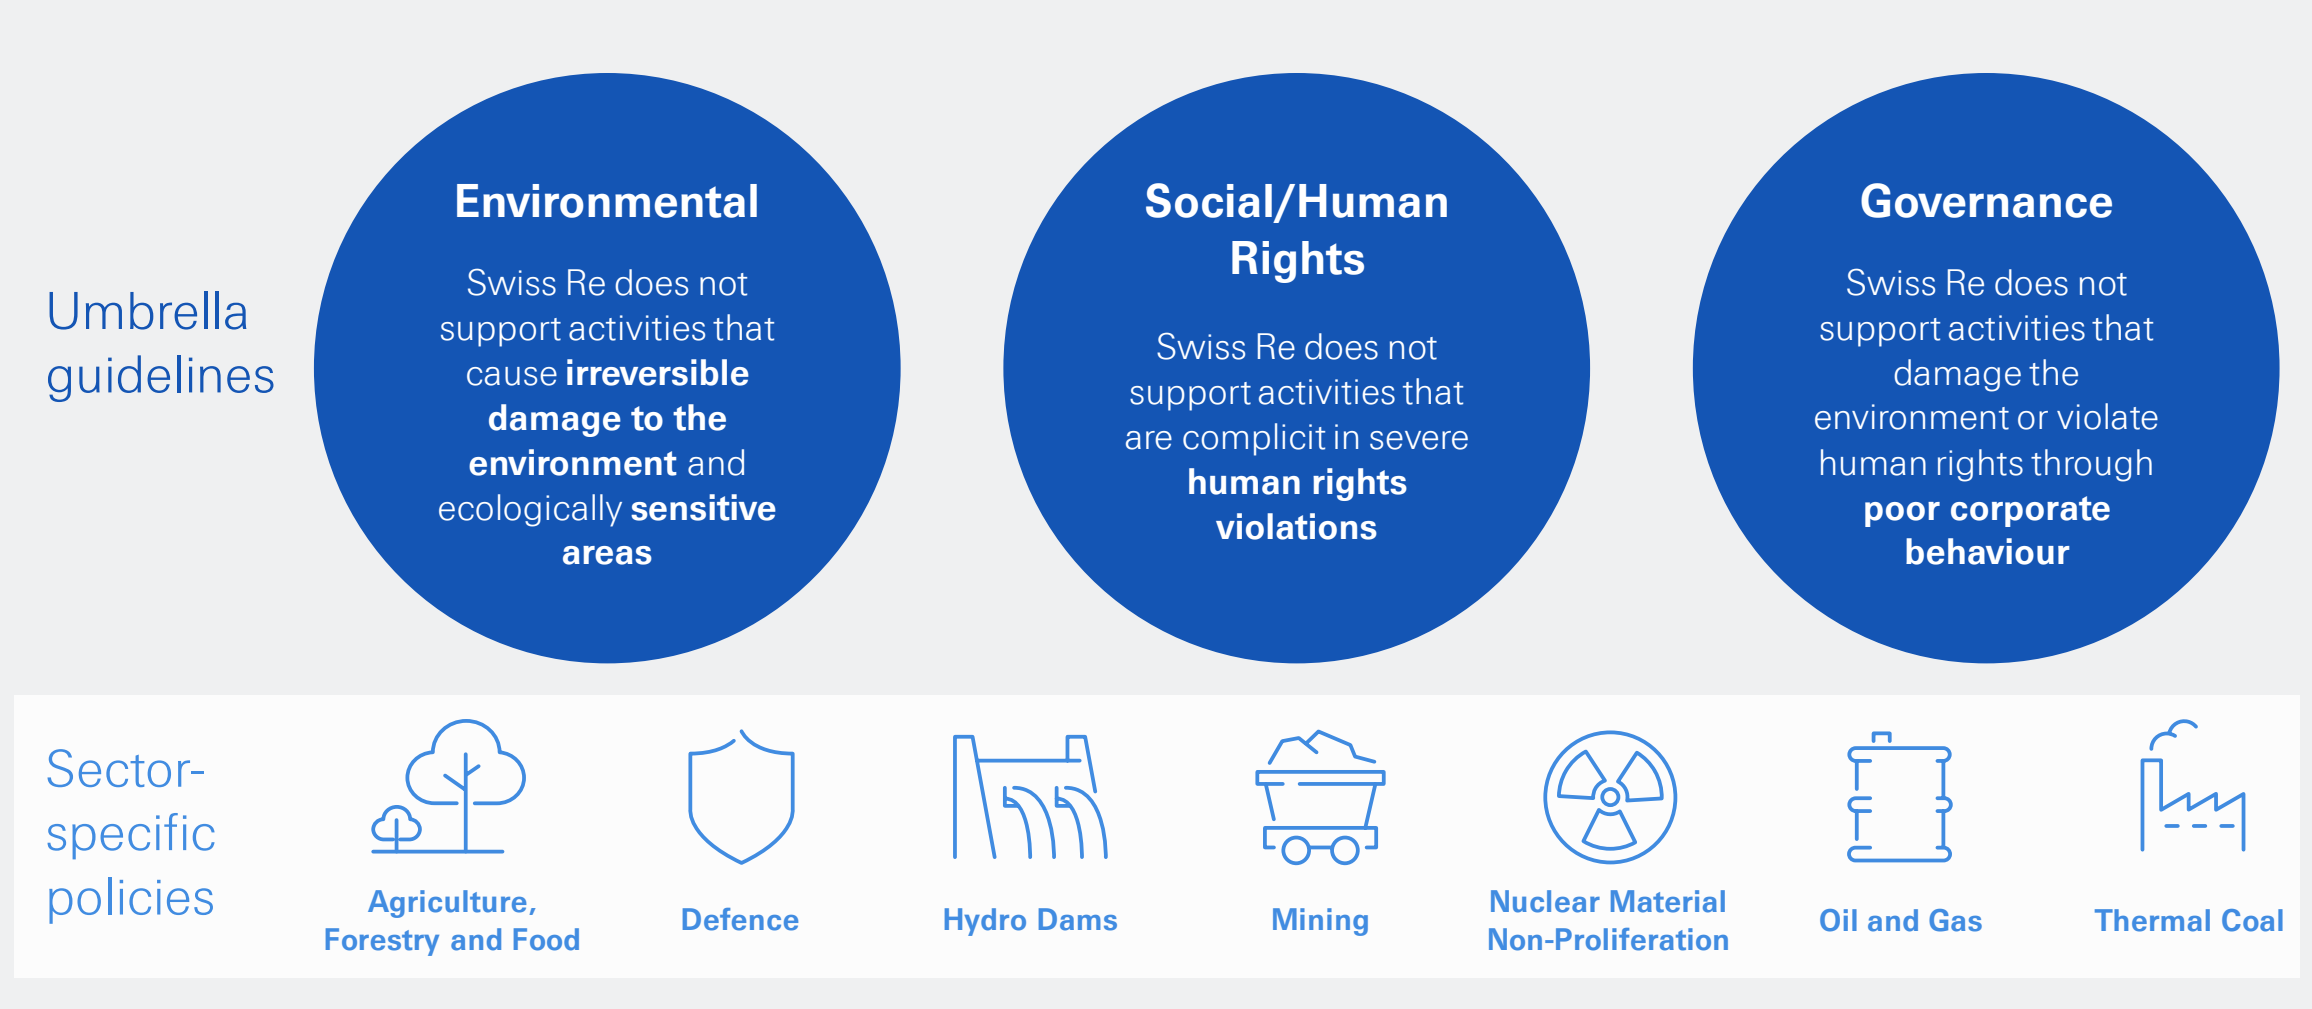 Umbrella
guidelines
Environmental
Swiss Re does not
support activities that
cause irreversible
damage to the
environment and
ecologically sensitive
areas
Social/Human
Rights
Swiss Re does not
support activities that
are complicit in severe
human rights
violations
Governance
Swiss Re does not
support activities that
damage the
environment or violate
human rights through
poor corporate
behaviour
Sector-
specific
policies
Agriculture,
Forestry and Food
Defence
Hydro Dams
Mining
Nuclear Material
Non-Proliferation
Oil and Gas
Thermal Coal